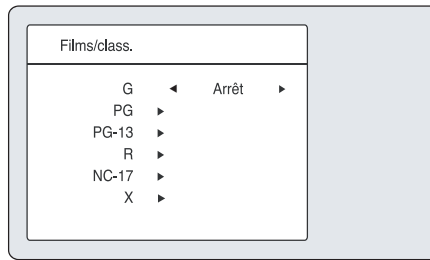 Films/class.
G ◄ Arrêt ►
PG ►
PG-13 ►
R ►
NC-17 ►
X ►